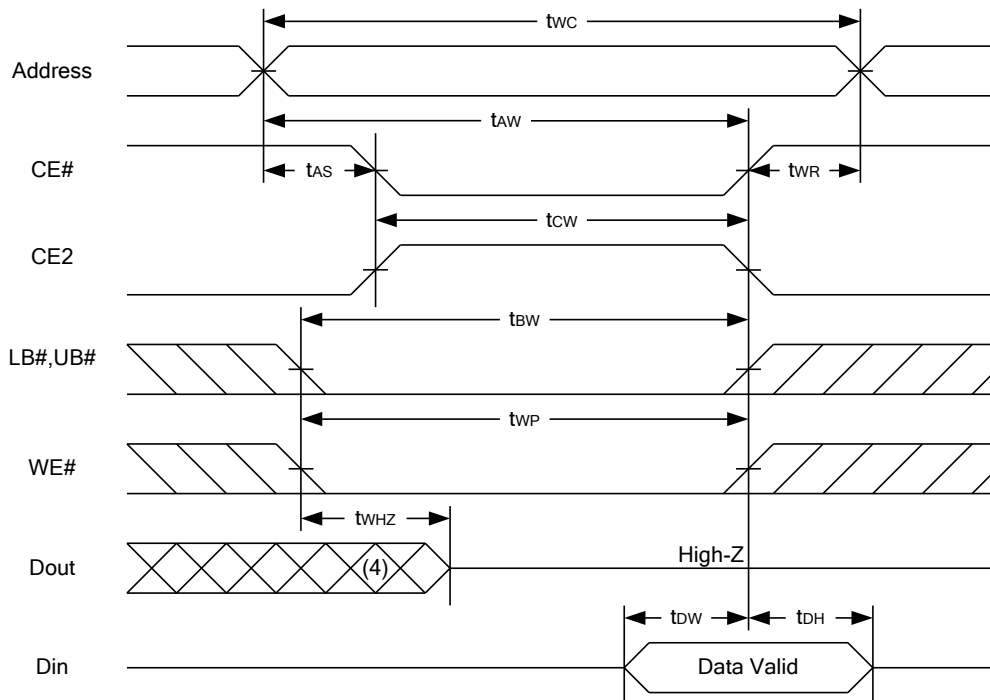 tWC
Address
tAW
CE#
tAS
tWR
tCW
CE2
tBW
LB#,UB#
tWP
WE#
tWHZ
Dout
(4)
High-Z
tDW
tDH
Din
Data Valid